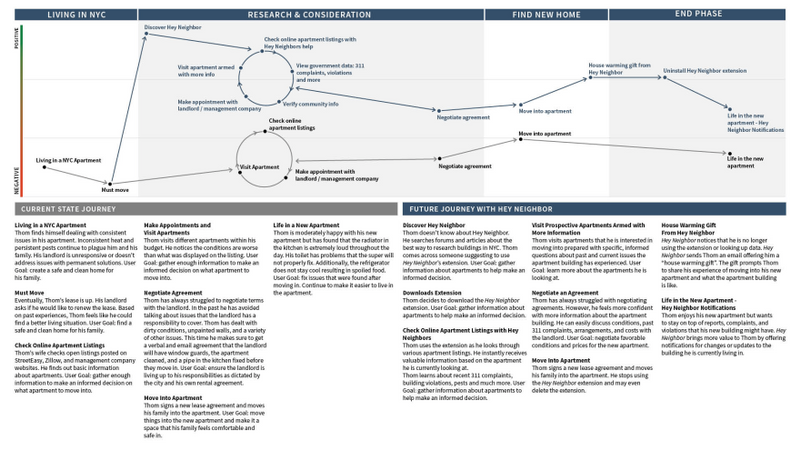 LIVING IN NYC
RESEARCH & CONSIDERATION
FIND NEW HOME
END PHASE
POSITIVE
NEGATIVE
Discover Hey Neighbor
Check online apartment listings with
Hey Neighbors help
Visit apartment armed
with more info
View government data: 311
complaints, violations
and more
Make appointment with
landlord / management company
Verify community info
Negotiate agreement
Move into apartment
House warming gift from
Hey Neighbor
Uninstall Hey Neighbor extension
Life in the new
apartment - Hey
Neighbor Notifications
Living in a NYC Apartment
Must move
Check online
apartment listings
Visit Apartment
Make appointment with
landlord / management company
Negotiate agreement
Move into apartment
Life in the new
apartment
CURRENT STATE JOURNEY
Living in a NYC Apartment
Thom finds himself dealing with consistent
issues in his apartment. Inconsistent heat and
persistent pests continue to plague him and his
family. His landlord is unresponsive or doesn't
address issues with permanent solutions. User
Goal: create a safe and clean home for
his family.
Must Move
Eventually, Thom's lease is up. His landlord
asks if he would like to renew the lease. Based
on past experiences, Thom feels like he could
find a better living situation. User Goal: find a
safe and clean home for his family.
Check Online Apartment Listings
Thom's wife checks open listings posted on
StreetEasy, Zillow, and management company
websites. He finds out basic information
about apartments. User Goal: gather enough
information to make an informed decision on
what apartment to move into.
Make Appointments and
Visit Apartments
Thom visits different apartments within his
budget. He notices the conditions are worse
than what was displayed on the listing. User
Goal: gather enough information to make an
informed decision on what apartment to
move into.
Negotiate Agreement
Thom has always struggled to negotiate terms
with the landlord. In the past he has avoided
talking about issues that the landlord has a
responsibility to cover. Thom has dealt with
dirty conditions, unpainted walls, and a variety
of other issues. This time he makes sure to get
a verbal and email agreement that the landlord
will have window guards, the apartment
cleaned, and a pipe in the kitchen fixed before
they move in. User Goal: ensure the landlord is
living up to his responsibilities as dictated by
the city and his own rental agreement.
Move Into Apartment
Thom signs a new lease agreement and moves
his family into the apartment. User Goal: move
things into the new apartment and make it a
space that his family feels comfortable and
safe in.
Life in a New Apartment
Thom is moderately happy with his new
apartment but has found that the radiator in
the kitchen is extremely loud throughout the
day. His toilet has problems that the super will
not properly fix. Additionally, the refrigerator
does not stay cool resulting in spoiled food.
User Goal: fix issues that were found after
moving in. Continue to make it easier to live in
the apartment.
FUTURE JOURNEY WITH HEY NEIGHBOR
Discover Hey Neighbor
Thom doesn't know about Hey Neighbor.
He searches forums and articles about the
best way to research buildings in NYC. Thom
comes across someone suggesting to use
Hey Neighbor's extension. User Goal: gather
information about apartments to help make an
informed decision.
Downloads Extension
Thom decides to download the Hey Neighbor
extension. User Goal: gather information about
apartments to help make an informed decision.
Check Online Apartment Listings with Hey
Neighbors
Thom uses the extension as he looks through
various apartment listings. He instantly receives
valuable information based on the apartment
he is currently looking at.
Thom learns about recent 311 complaints,
building violations, pests and much more. User
Goal: gather information about apartments to
help make an informed decision.
Visit Prospective Apartments Armed with
More Information
Thom visits apartments that he is interested in
moving into prepared with specific, informed
questions about past and current issues the
apartment building has experienced. User
Goal: learn more about the apartments he is
looking at.
Negotiate an Agreement
Thom has always struggled with negotiating
agreements. However, he feels more confident
with more information about the apartment
building. He can easily discuss conditions, past
311 complaints, arrangements, and costs with
the landlord. User Goal: negotiate favorable
conditions and prices for the new apartment.
Move Into Apartment
Thom signs a new lease agreement and moves
his family into the apartment. He stops using
the Hey Neighbor extension and may even
delete the extension.
House Warming Gift
From Hey Neighbor
Hey Neighbor notices that he is no longer
using the extension or looking up data. Hey
Neighbor sends Thom an email offering him a
"house warming gift". The gift prompts Thom
to share his experience of moving into his new
apartment and what the apartment building
is like.
Life in the New Apartment -
Hey Neighbor Notifications
Thom enjoys his new apartment but wants
to stay on top of reports, complaints, and
violations that his new building might have. Hey
Neighbor brings more value to Thom by offering
notifications for changes or updates to the
building he is currently living in.